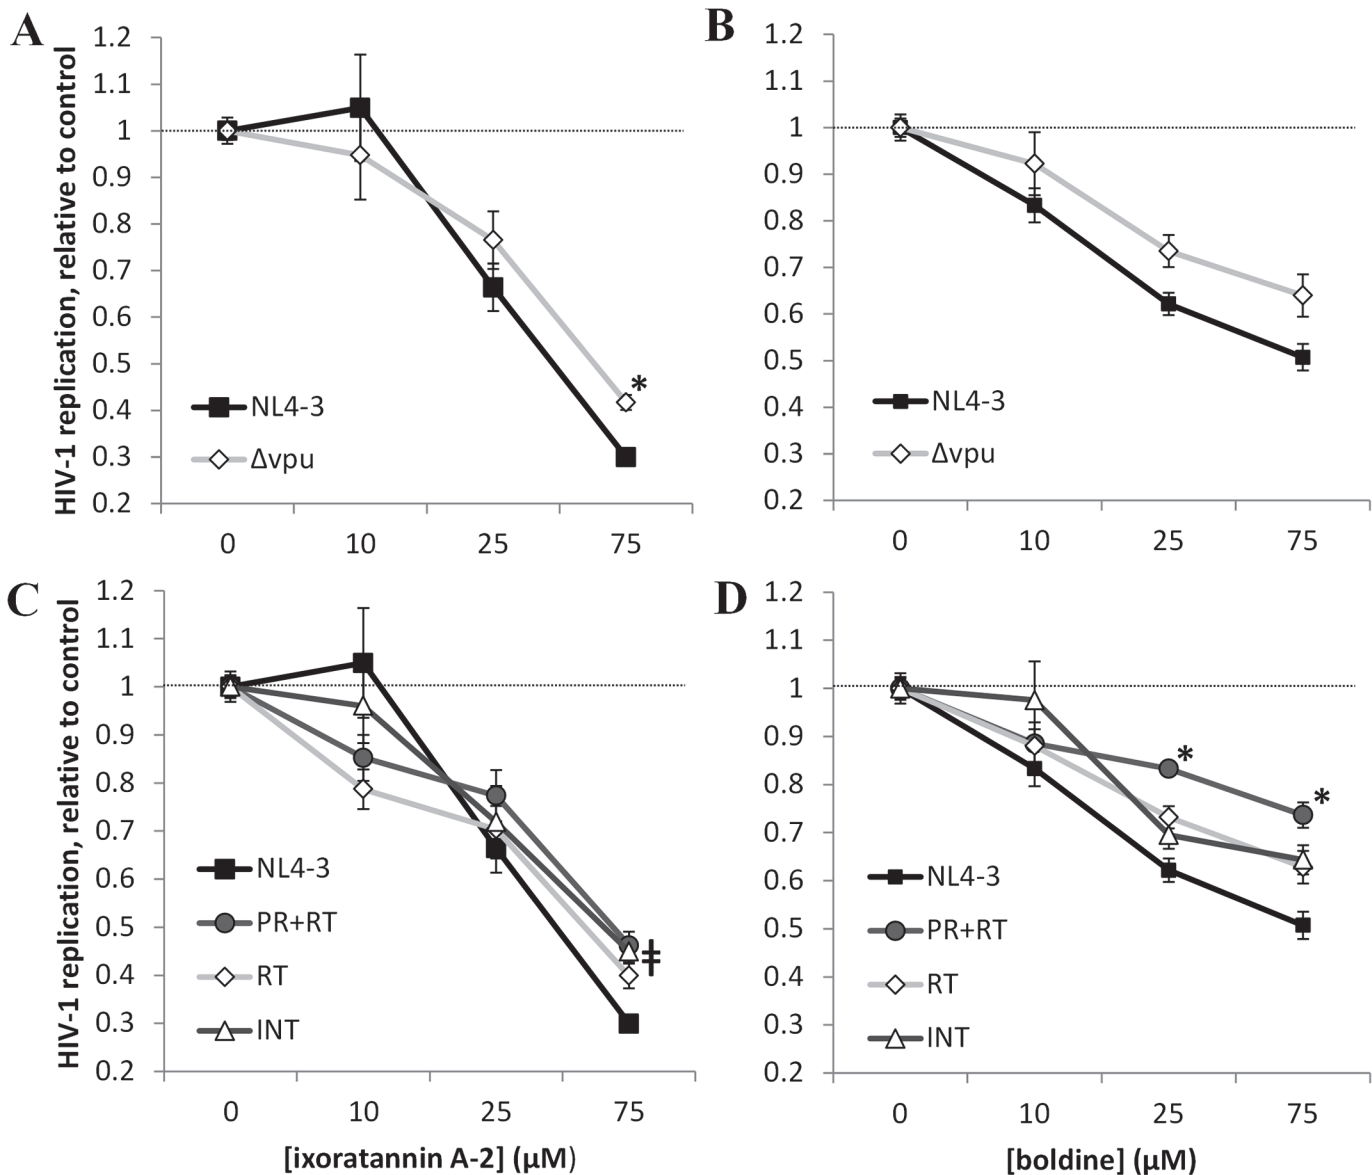 A
HIV-1 replication, relative to control
1.2
1.1
1
0.9
0.8
0.7
0.6
0.5
0.4
0.3
0.2
*
NL4-3
Δvpu
0 10 25 75
B
1.2
1.1
1
0.9
0.8
0.7
0.6
0.5
0.4
0.3
0.2
NL4-3
Δvpu
0 10 25 75
C
HIV-1 replication, relative to control
1.2
1.1
1
0.9
0.8
0.7
0.6
0.5
0.4
0.3
0.2
‡
NL4-3
PR+RT
RT
INT
0 10 25 75
[ixoratannin A-2] (μM)
D
1.2
1.1
1
0.9
0.8
0.7
0.6
0.5
0.4
0.3
0.2
*
*
NL4-3
PR+RT
RT
INT
0 10 25 75
[boldine] (μM)